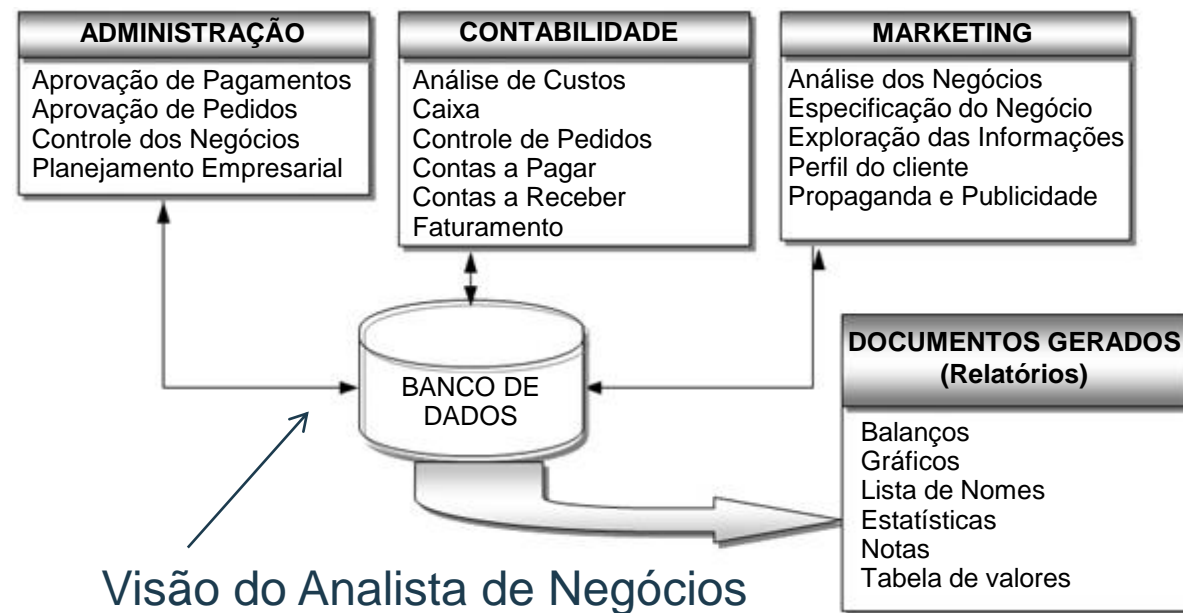 ADMINISTRAÇÃO
Aprovação de Pagamentos
Aprovação de Pedidos
Controle dos Negócios
Planejamento Empresarial
CONTABILIDADE
Análise de Custos
Caixa
Controle de Pedidos
Contas a Pagar
Contas a Receber
Faturamento
MARKETING
Análise dos Negócios
Especificação do Negócio
Exploração das Informações
Perfil do cliente
Propaganda e Publicidade
BANCO DE
DADOS
DOCUMENTOS GERADOS
(Relatórios)
Balanços
Gráficos
Lista de Nomes
Estatísticas
Notas
Tabela de valores
Visão do Analista de Negócios